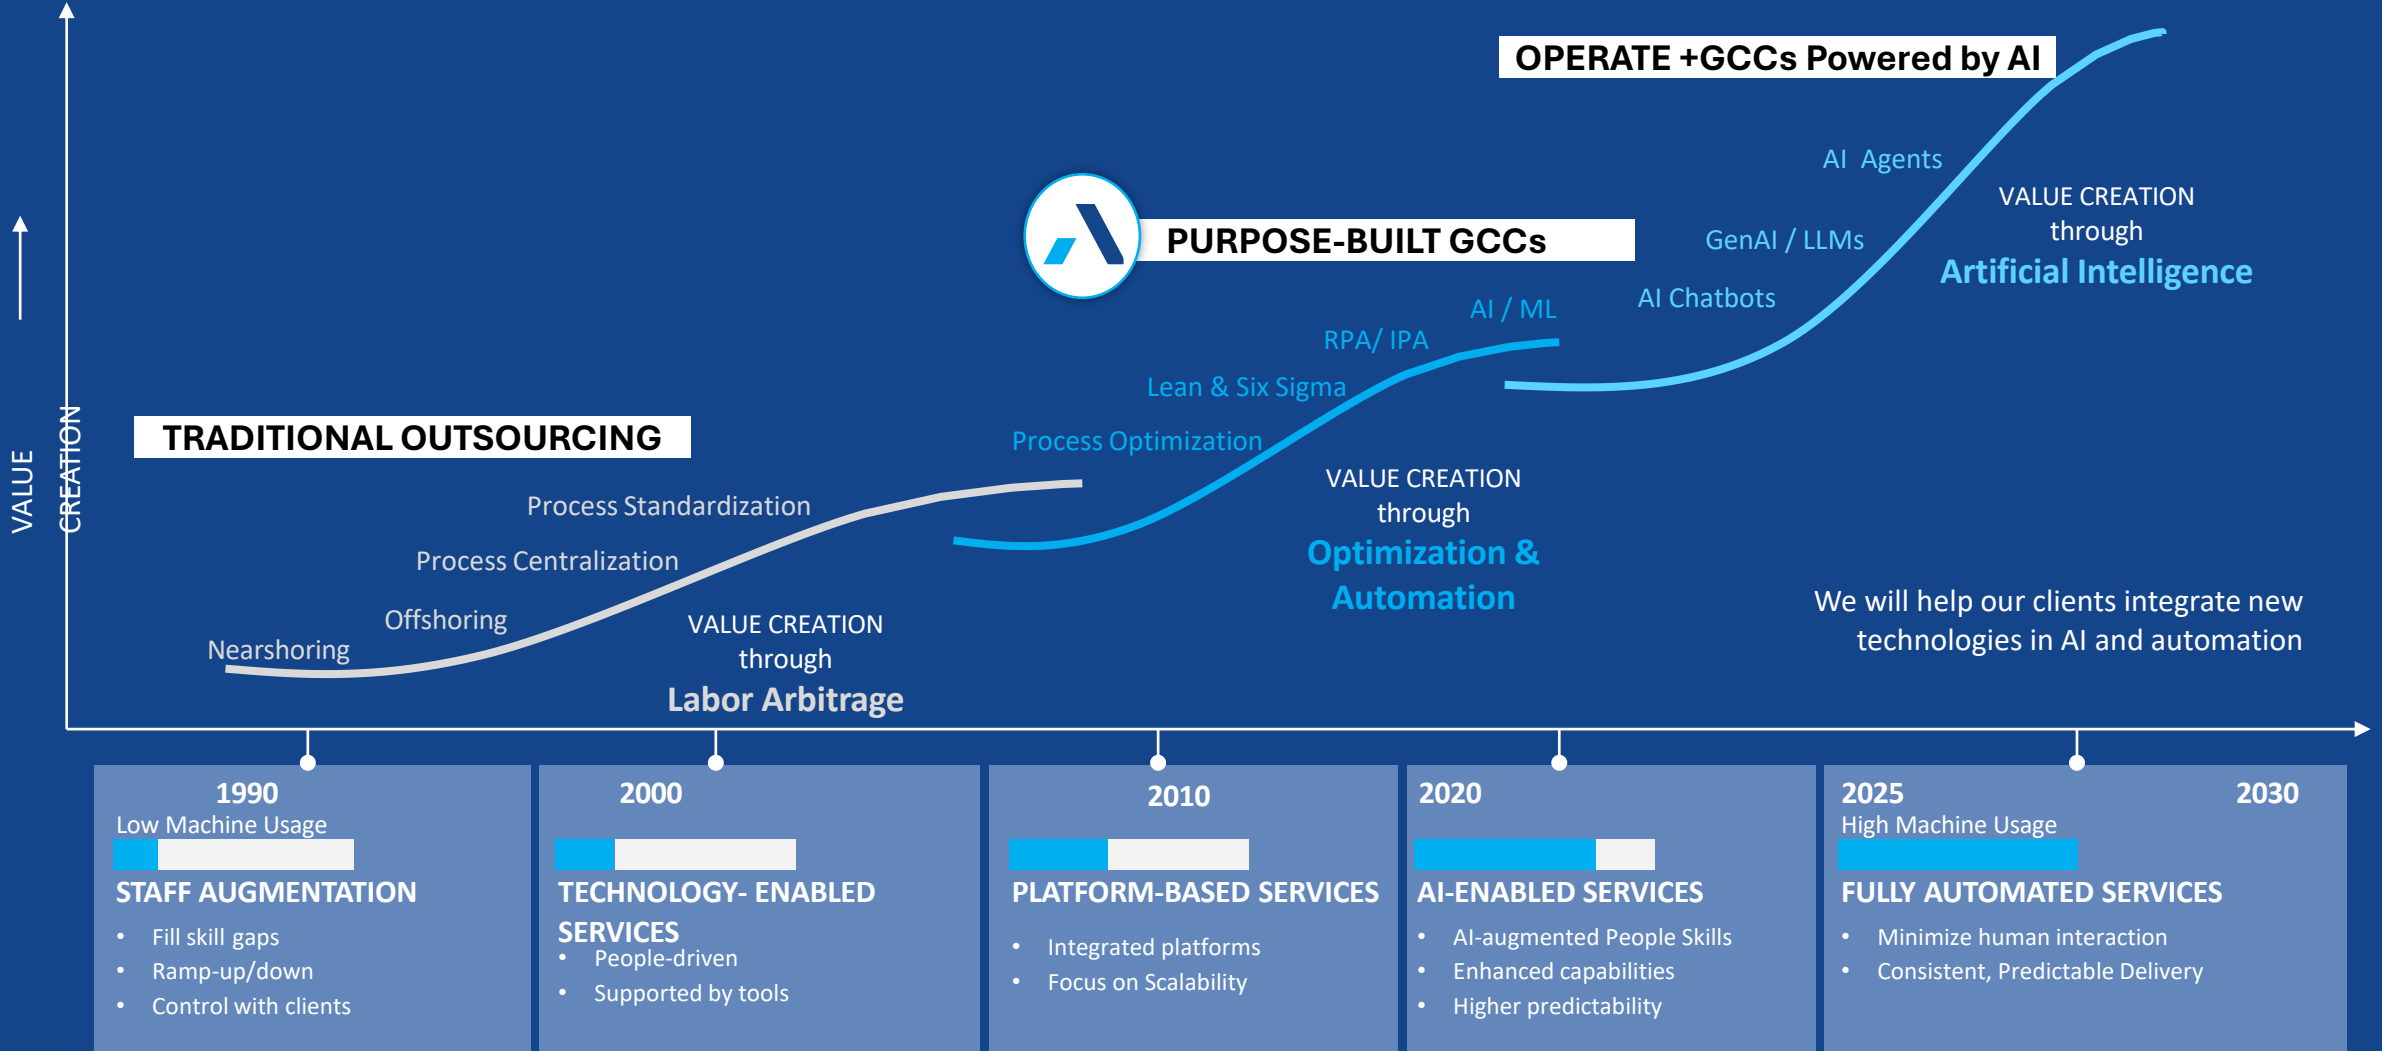 OPERATE +GCCs Powered by AI
AI Agents
VALUE CREATION
through
Artificial Intelligence
GenAI / LLMs
AI Chatbots
PURPOSE-BUILT GCCs
AI / ML
RPA/ IPA
Lean & Six Sigma
Process Optimization
VALUE CREATION
through
Optimization &
Automation
TRADITIONAL OUTSOURCING
Process Standardization
Process Centralization
Offshoring
Nearshoring
VALUE CREATION
through
Labor Arbitrage
We will help our clients integrate new
technologies in AI and automation
VALUE
CREATION
1990
Low Machine Usage
STAFF AUGMENTATION
• Fill skill gaps
• Ramp-up/down
• Control with clients
2000
TECHNOLOGY- ENABLED
SERVICES
• People-driven
• Supported by tools
2010
PLATFORM-BASED SERVICES
• Integrated platforms
• Focus on Scalability
2020
AI-ENABLED SERVICES
• AI-augmented People Skills
• Enhanced capabilities
• Higher predictability
2025 2030
High Machine Usage
FULLY AUTOMATED SERVICES
• Minimize human interaction
• Consistent, Predictable Delivery